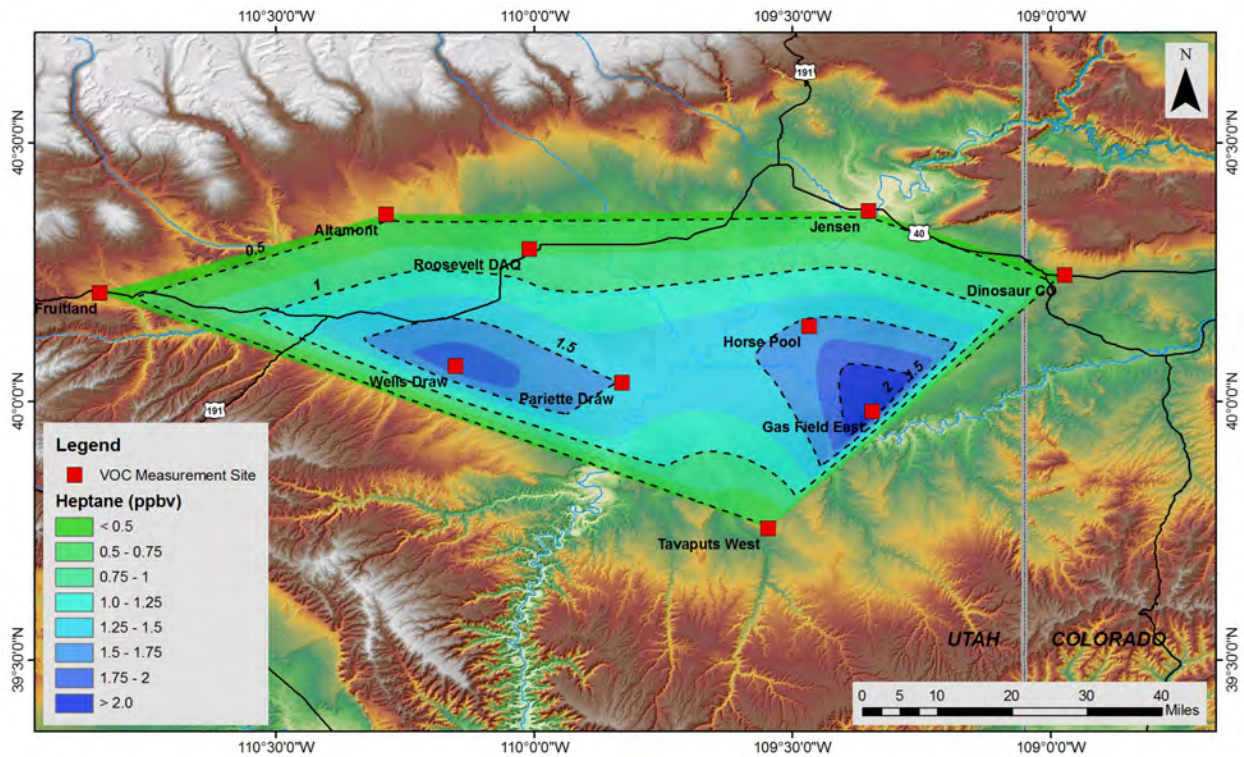 110°30'0"W 110°0'0"W 109°30'0"W 109°0'0"W
N
191
40°30'0"N 40°30'0"N
Altamont
Jensen
40
0.5
Roosevelt DAQ
1
Dinosaur CO
Fruitland
Horse Pool
1.5
Wells Draw
Pariette Draw
2
1.5
Gas Field East
40°0'0"N 40°0'0"N
191
Legend
VOC Measurement Site
Heptane (ppbv)
< 0.5
0.5 - 0.75
0.75 - 1
1.0 - 1.25
1.25 - 1.5
1.5 - 1.75
1.75 - 2
> 2.0
Tavaputs West
UTAH COLORADO
39°30'0"N 39°30'0"N
0 5 10 20 30 40
Miles
110°30'0"W 110°0'0"W 109°30'0"W 109°0'0"W